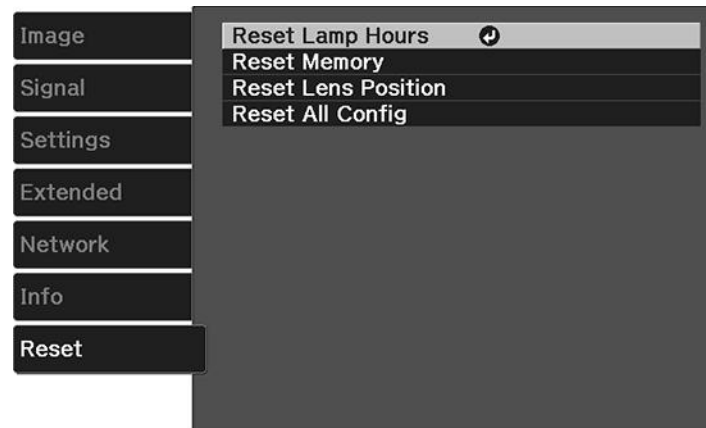 Image
Signal
Settings
Extended
Network
Info
Reset
Reset Lamp Hours
Reset Memory
Reset Lens Position
Reset All Config